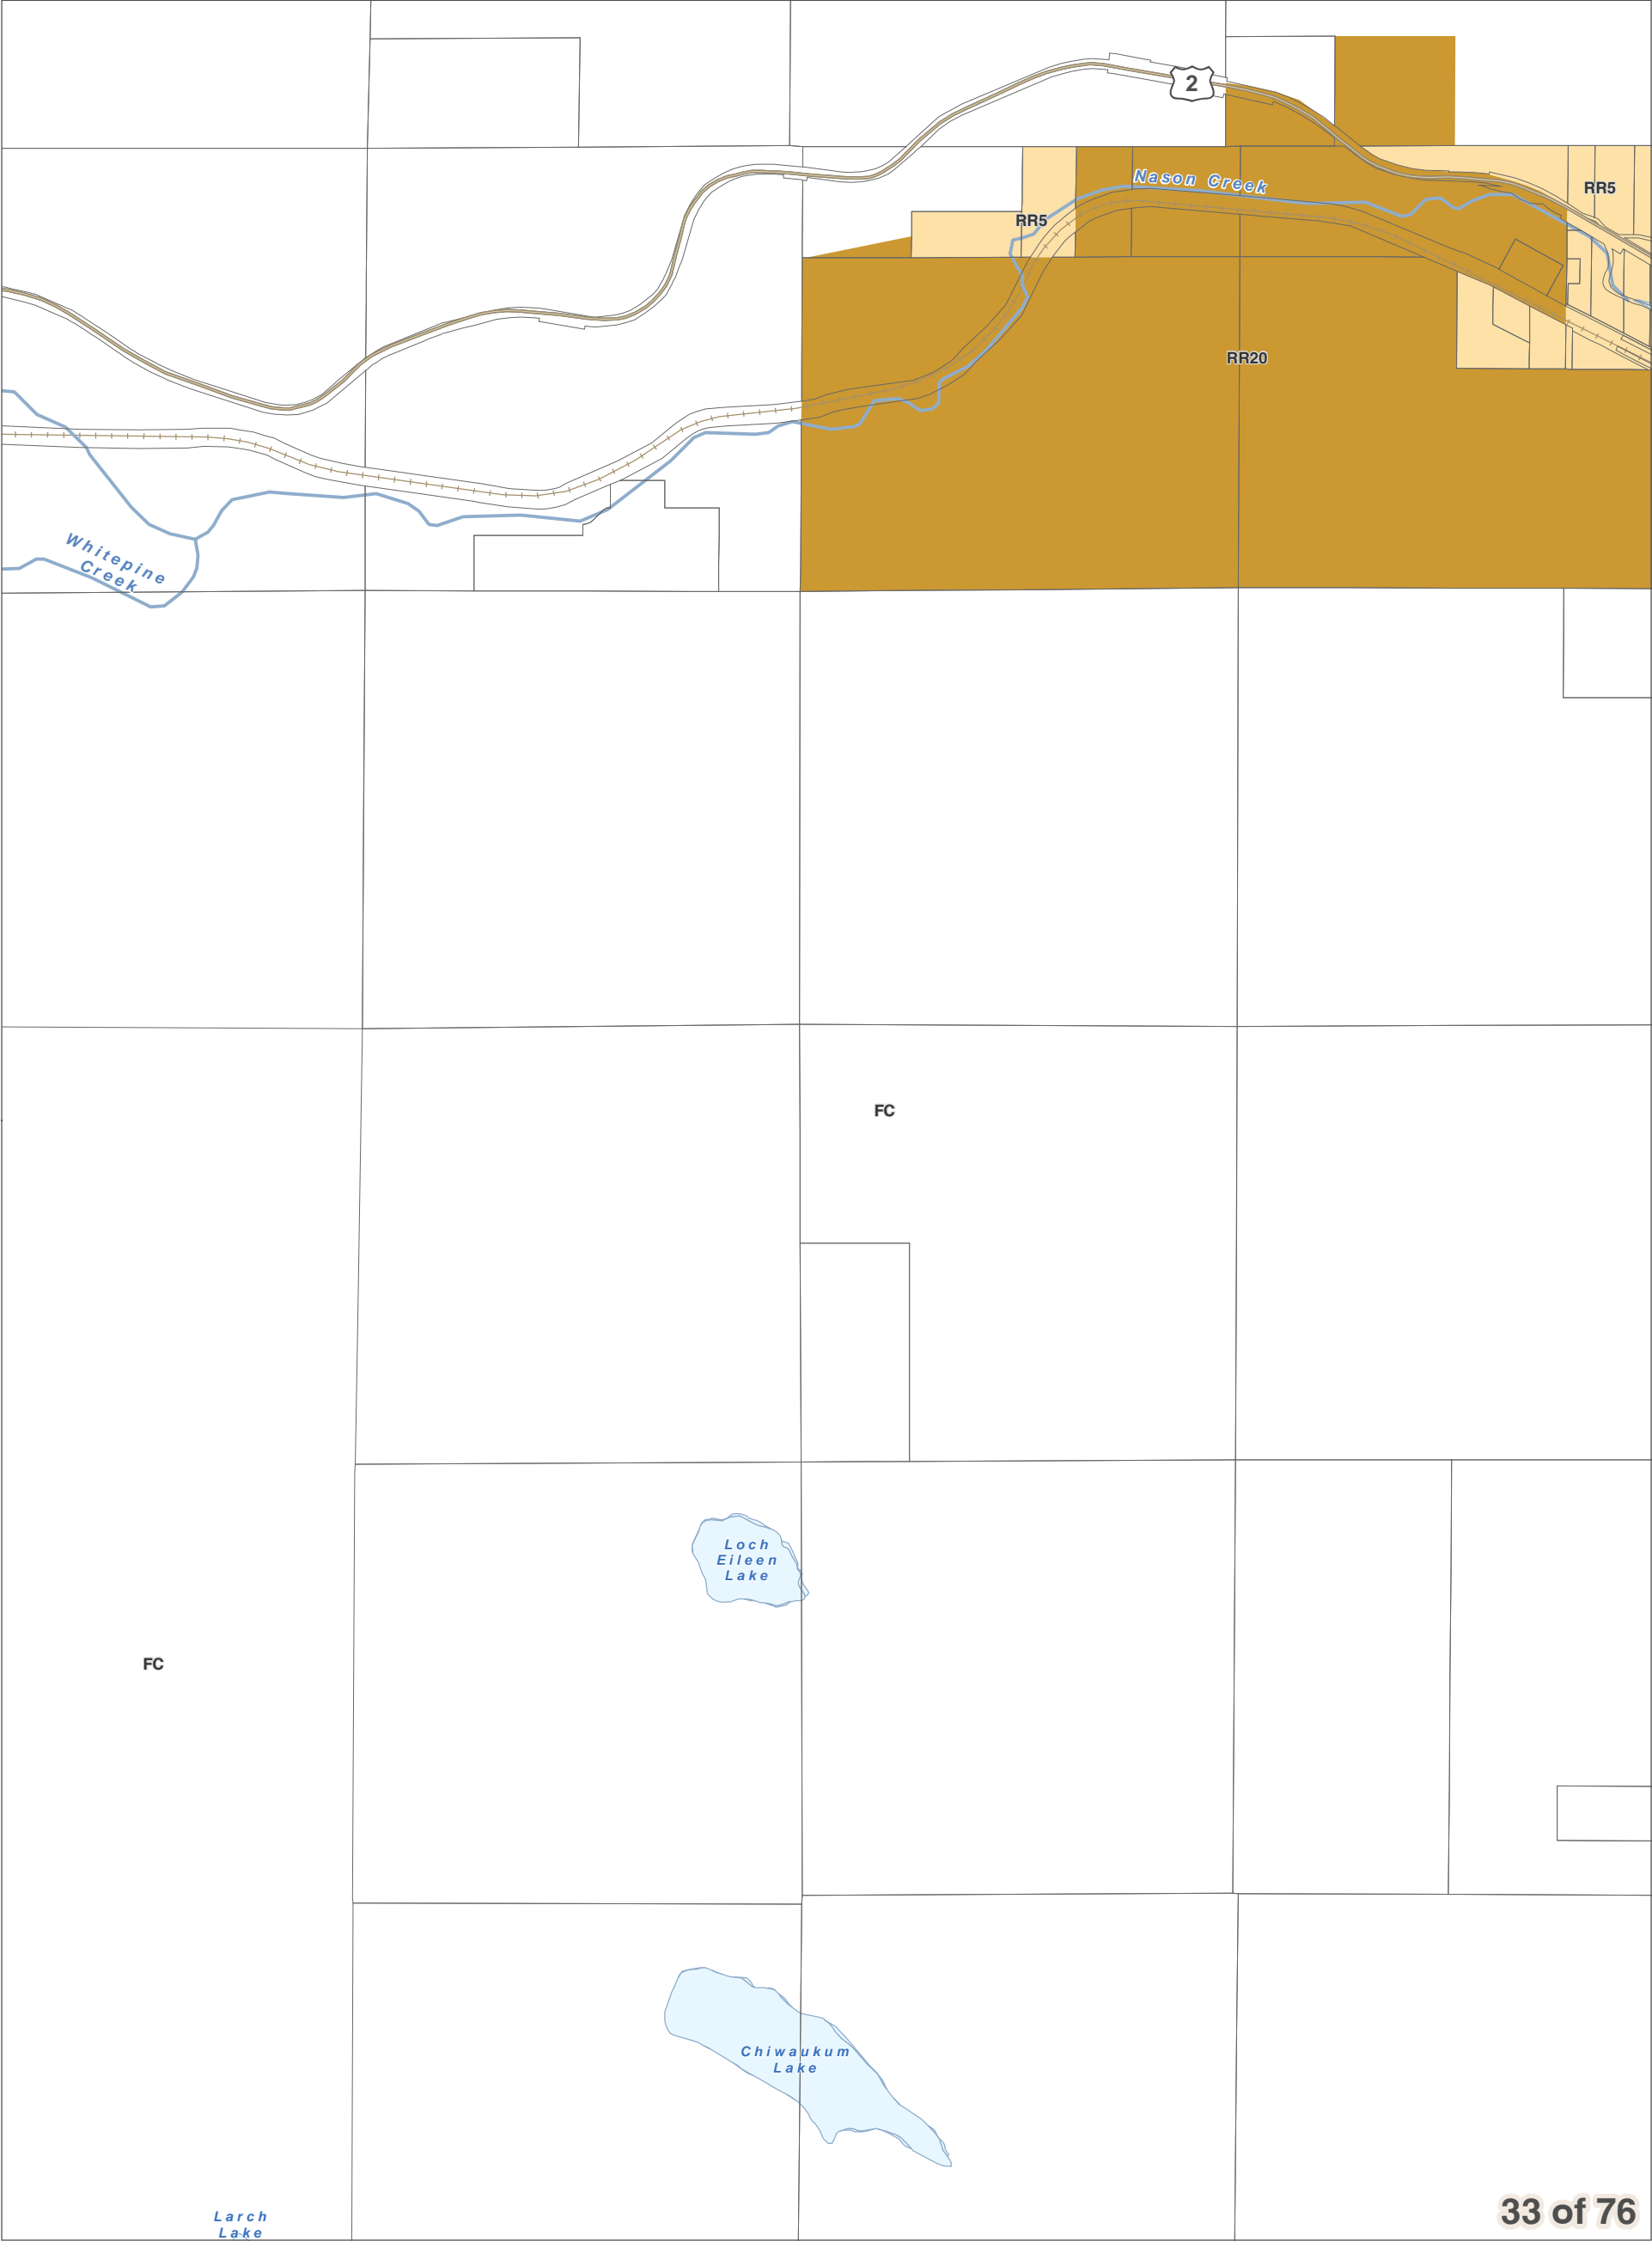 2
Nason Creek
RR5
RR5
RR20
Whitepine
Creek
FC
Loch
Eileen
Lake
FC
Chiwaukum
Lake
Larch
Lake
33 of 76